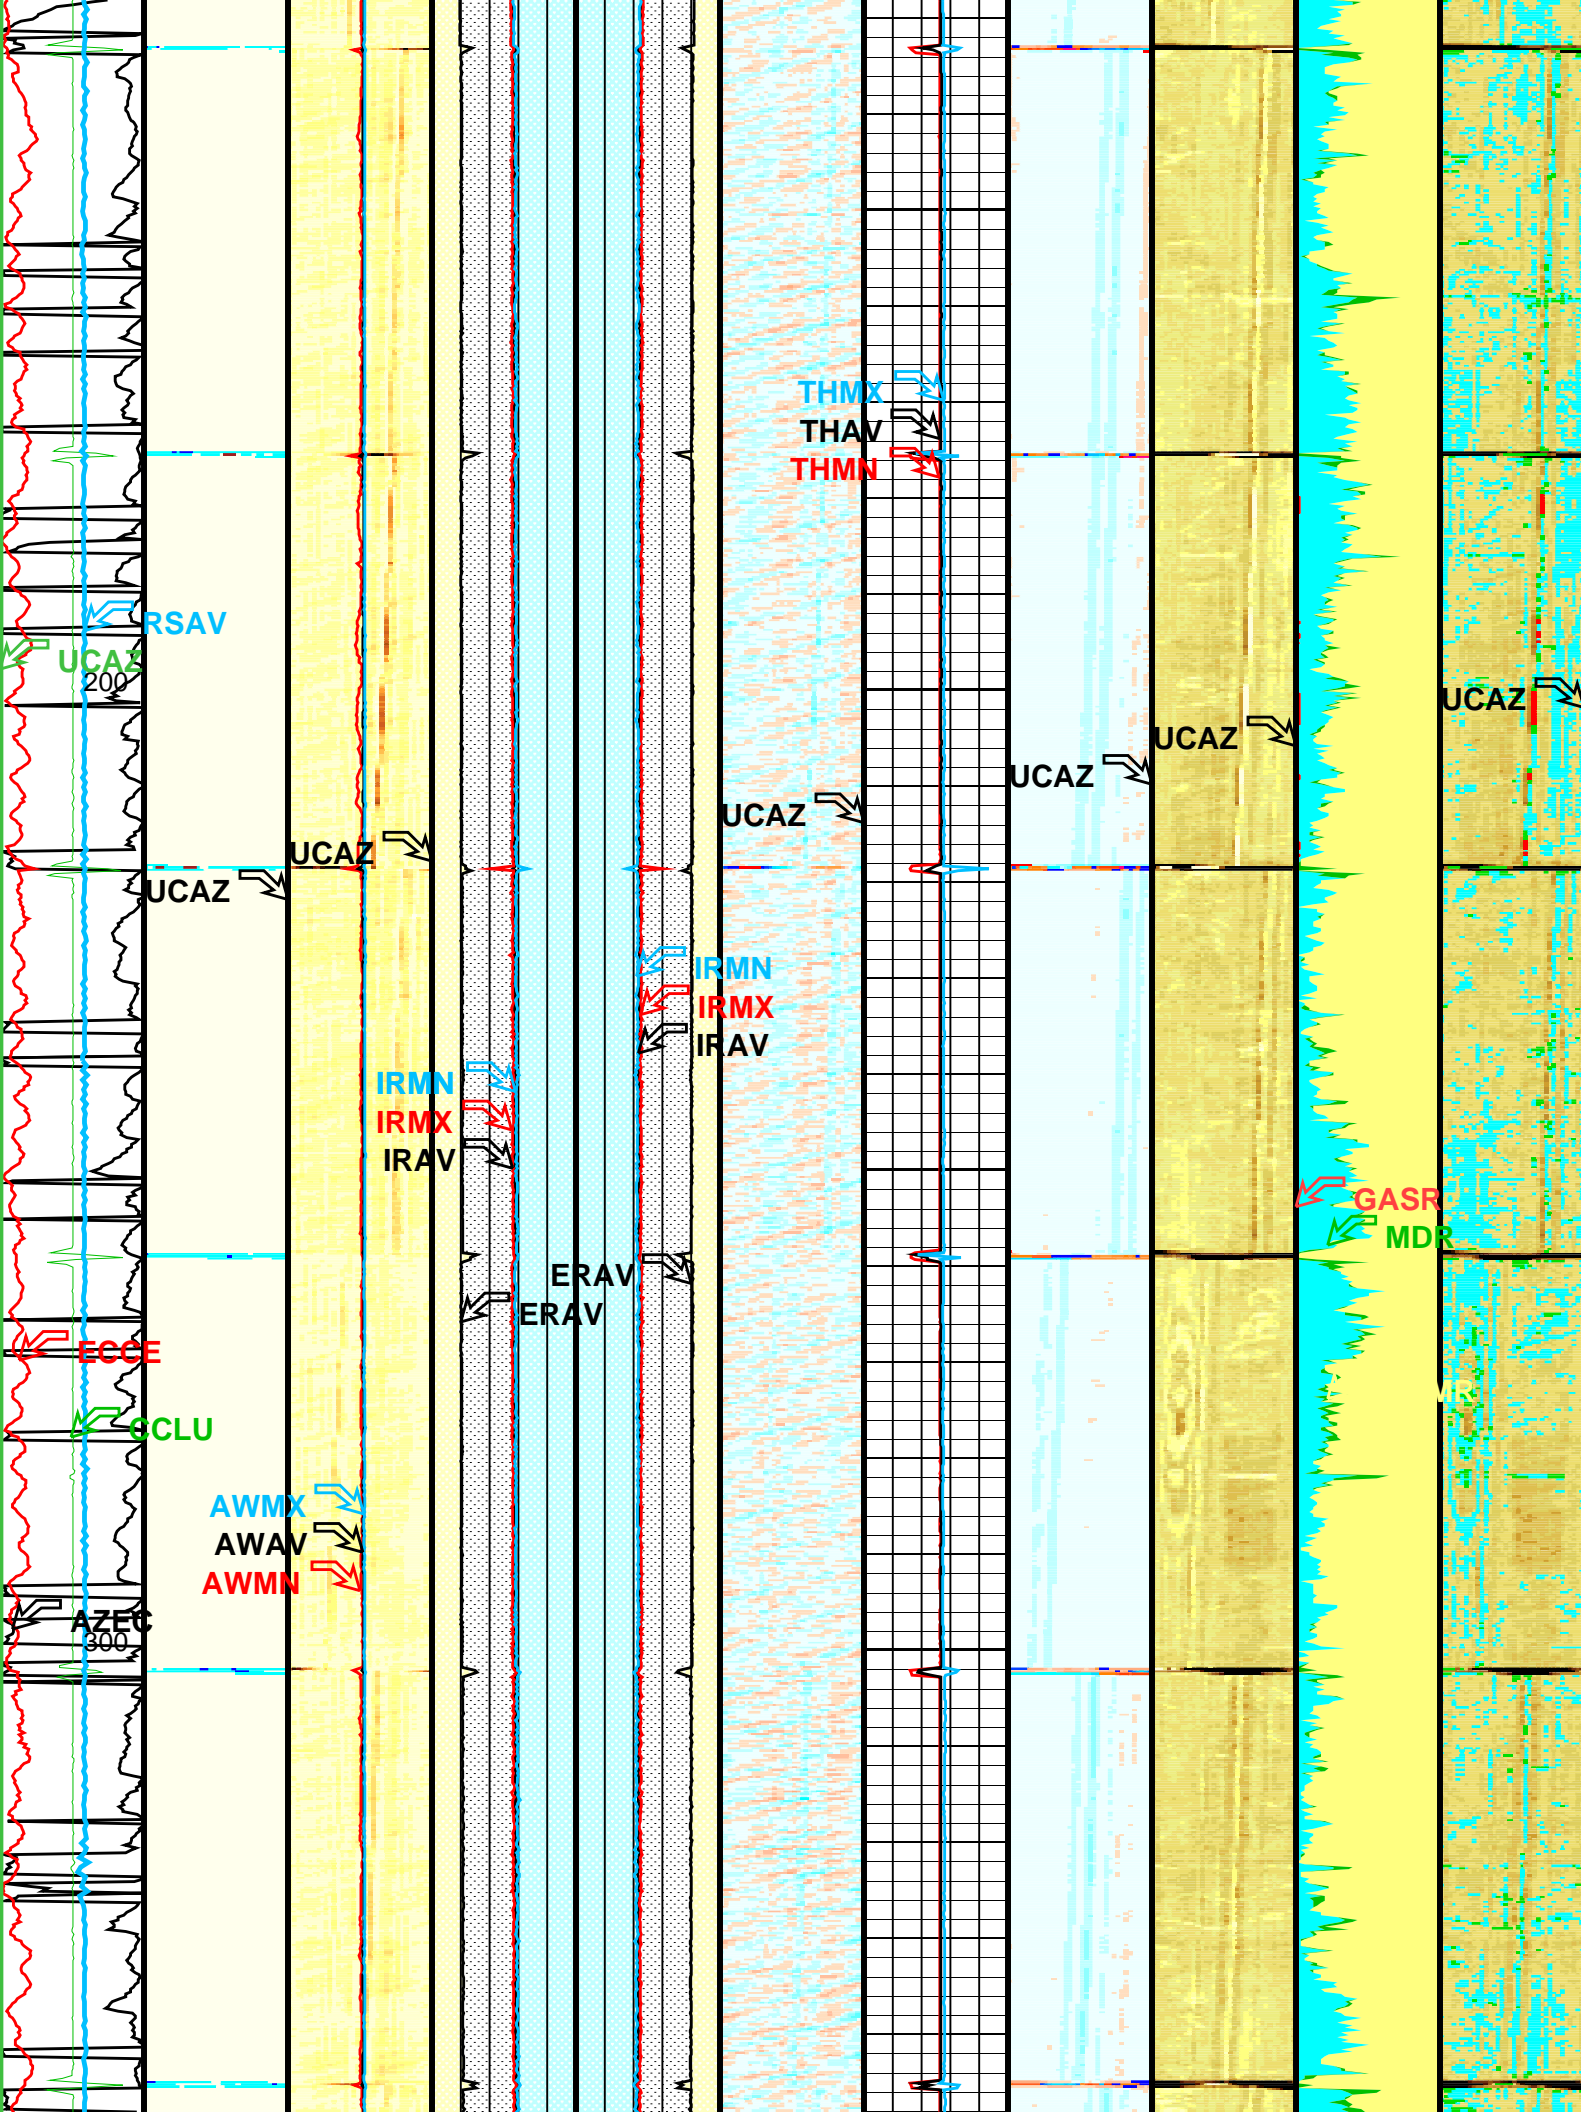 THMX
THAV
THMN
RSAV
UCAZ
200
UCAZ
UCAZ
UCAZ
UCAZ
UCAZ
UCAZ
IRMN
IRMX
IRAV
IRMN
IRMX
IRAV
GASR
MDR
ERAV
ERAV
ECCE
CCLU
AWMX
AWAV
AWMN
AZEC
300